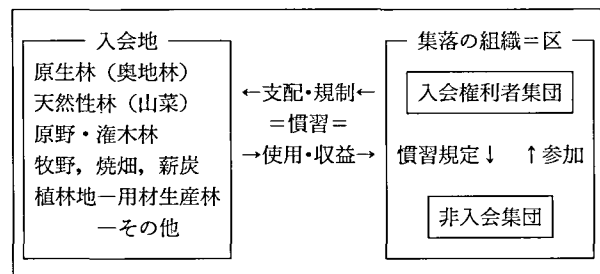 入会地
原生林（奥地林）
天然性林（山菜）
原野・潅木林
牧野，焼畑，薪炭
植林地－用材生産林
－その他
←支配・規制←
＝慣習＝
→使用・収益→
集落の組織＝区
入会権利者集団
慣習規定↓ ↑参加
非入会集団